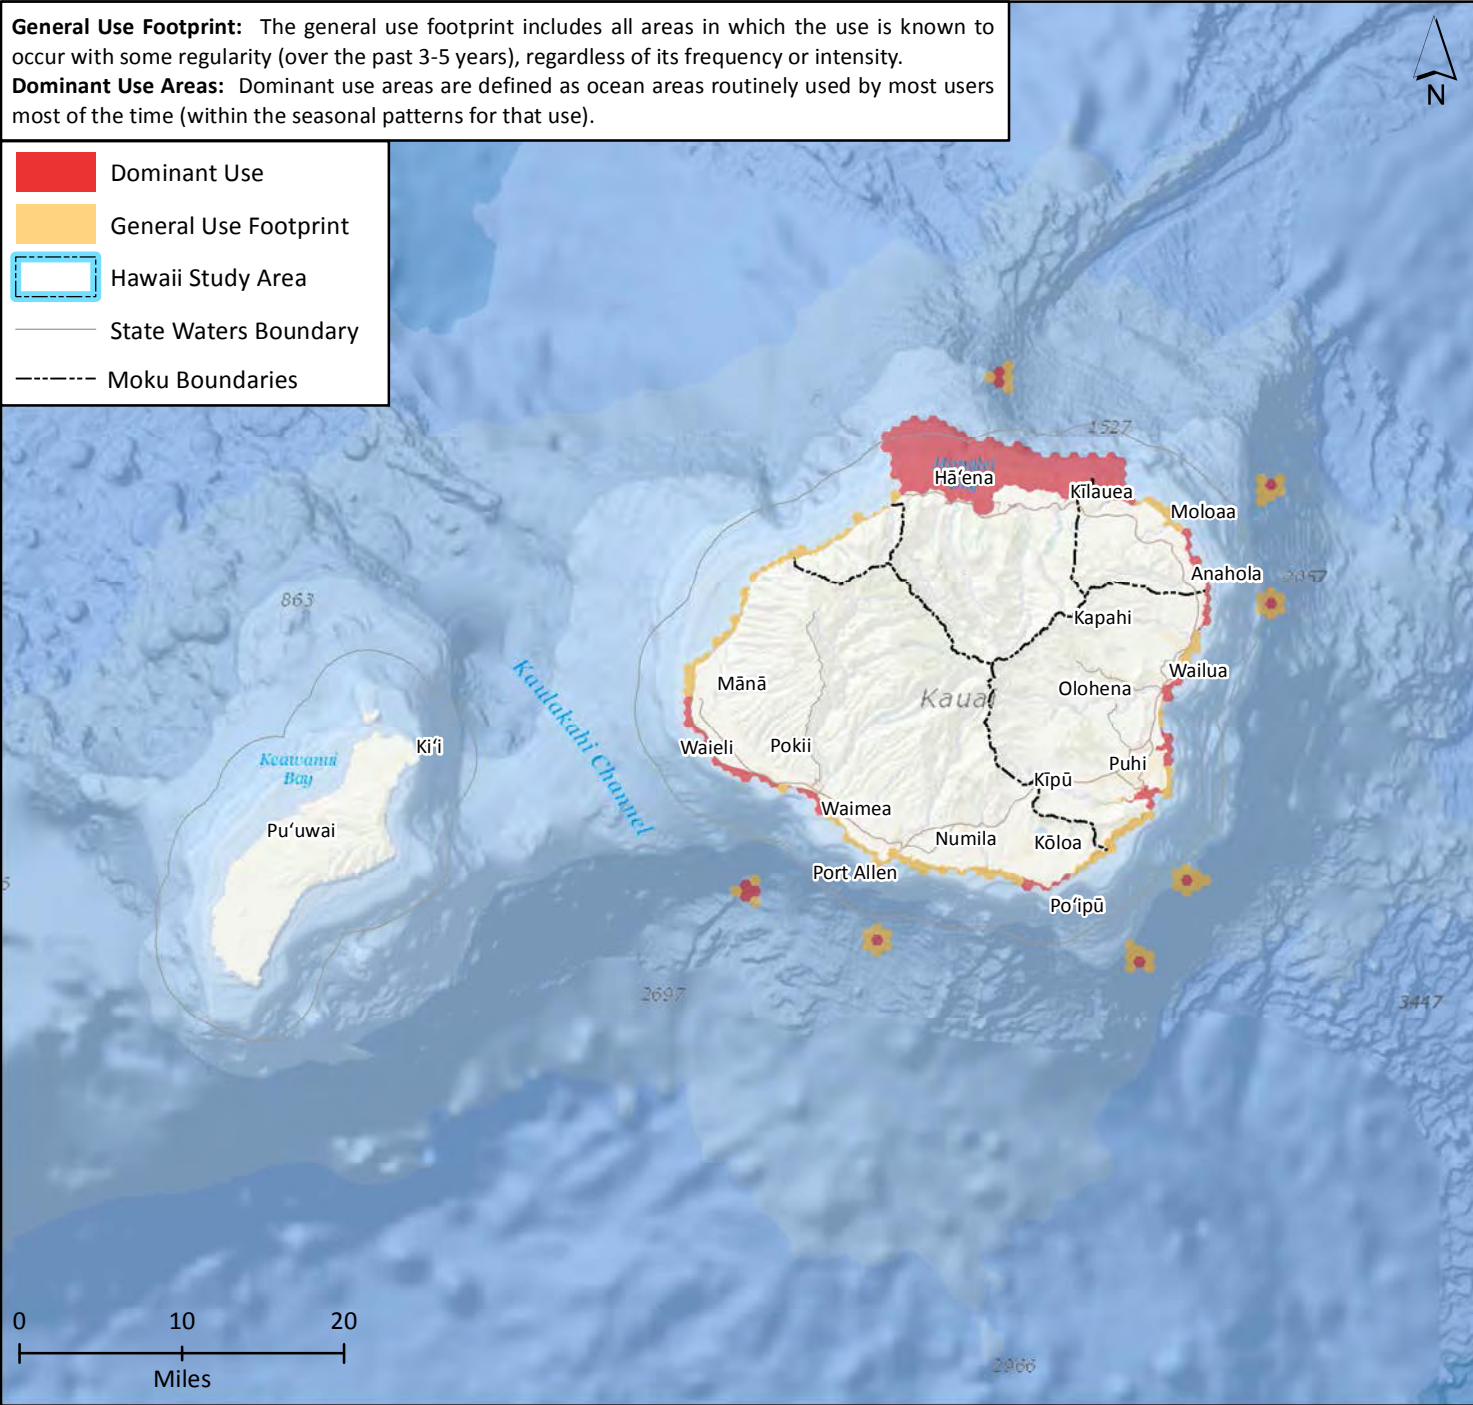 General Use Footprint: The general use footprint includes all areas in which the use is known to
occur with some regularity (over the past 3-5 years), regardless of its frequency or intensity.
Dominant Use Areas: Dominant use areas are defined as ocean areas routinely used by most users
most of the time (within the seasonal patterns for that use).
N
Dominant Use
General Use Footprint
Hawaii Study Area
State Waters Boundary
Moku Boundaries
1527
Hāʻena
Kīlauea
Moloaa
Anahola
863
Kapahi
Kaulakahi Channel
Wailua
Mānā
Olohena
Kauai
Kiʻi
Waieli
Pokii
Keawanui
Bay
Puhi
Kīpū
Waimea
Puʻuwai
Numila
Kōloa
Port Allen
Poʻipū
2697
3447
0 10 20
Miles
2966